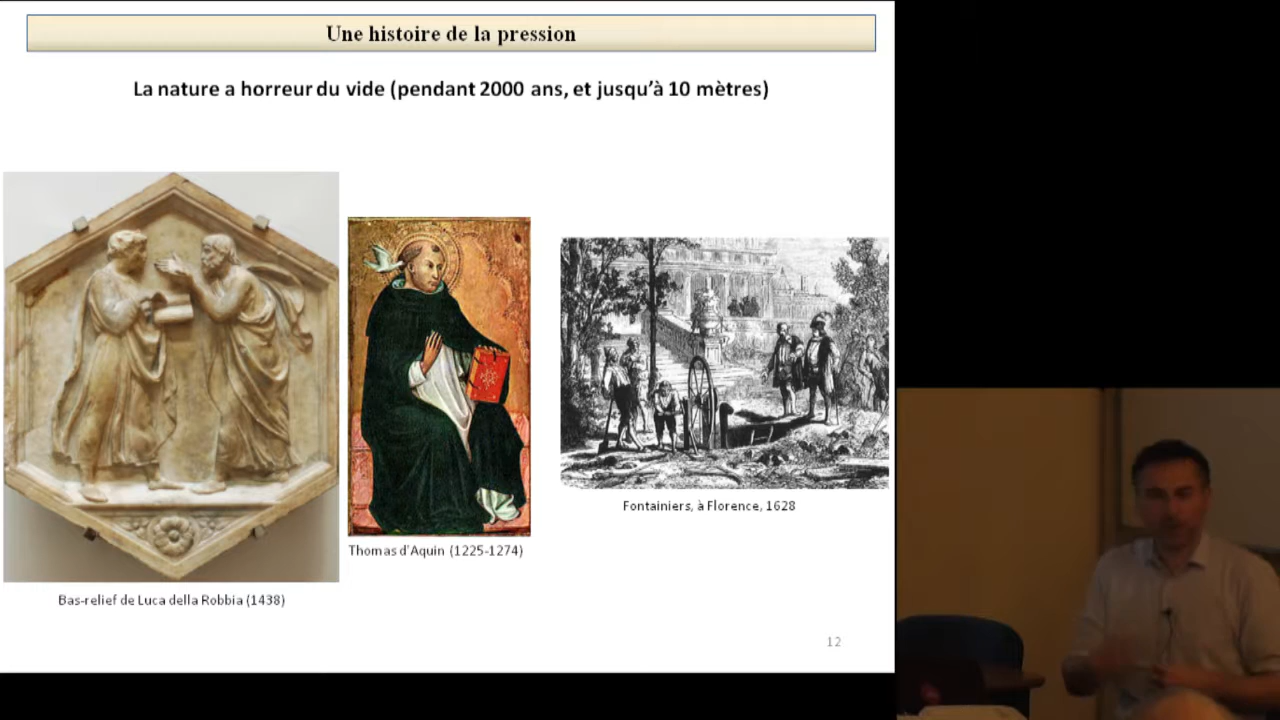 Une histoire de la pression
La nature a horreur du vide (pendant 2000 ans, et jusqu'à 10 mètres)
Fontainiers, à Florence, 1628
Thomas d'Aquin (1225-1274)
Bas-relief de Luca della Robbia (1438)
12